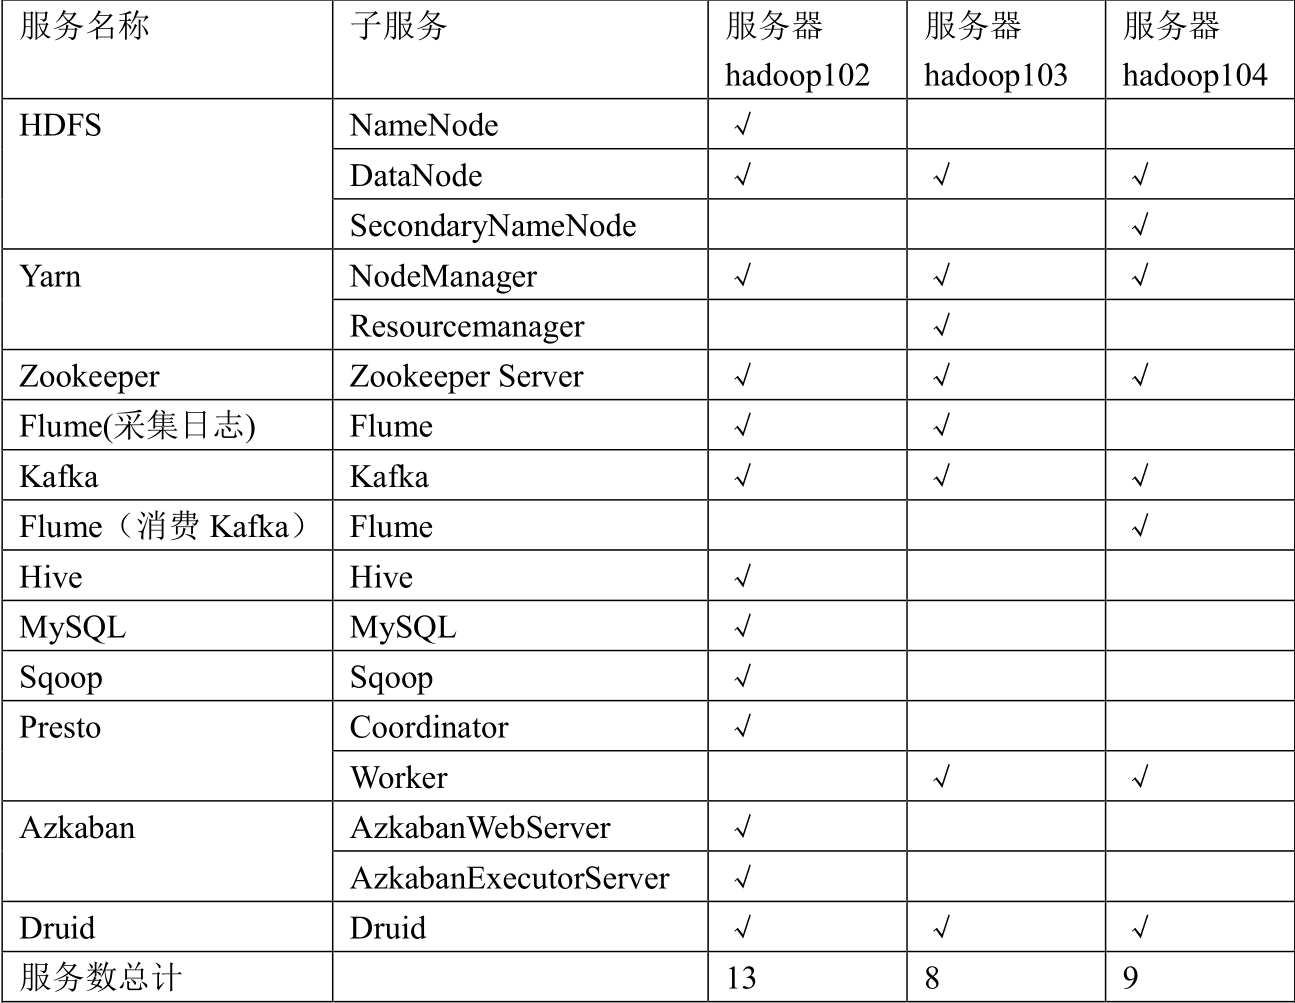 服务名称 子服务 服务器 服务器 服务器
hadoop102 hadoop103 hadoop104
HDFS NameNode √
DataNode √ √ √
SecondaryNameNode √
Yarn NodeManager √ √ √
Resourcemanager √
Zookeeper Zookeeper Server √ √ √
Flume(采集日志) Flume √ √
Kafka Kafka √ √ √
Flume（消费 Kafka） Flume √
Hive Hive √
MySQL MySQL √
Sqoop Sqoop √
Presto Coordinator √
Worker √ √
Azkaban AzkabanWebServer √
AzkabanExecutorServer √
Druid Druid √ √ √
服务数总计 13 8 9